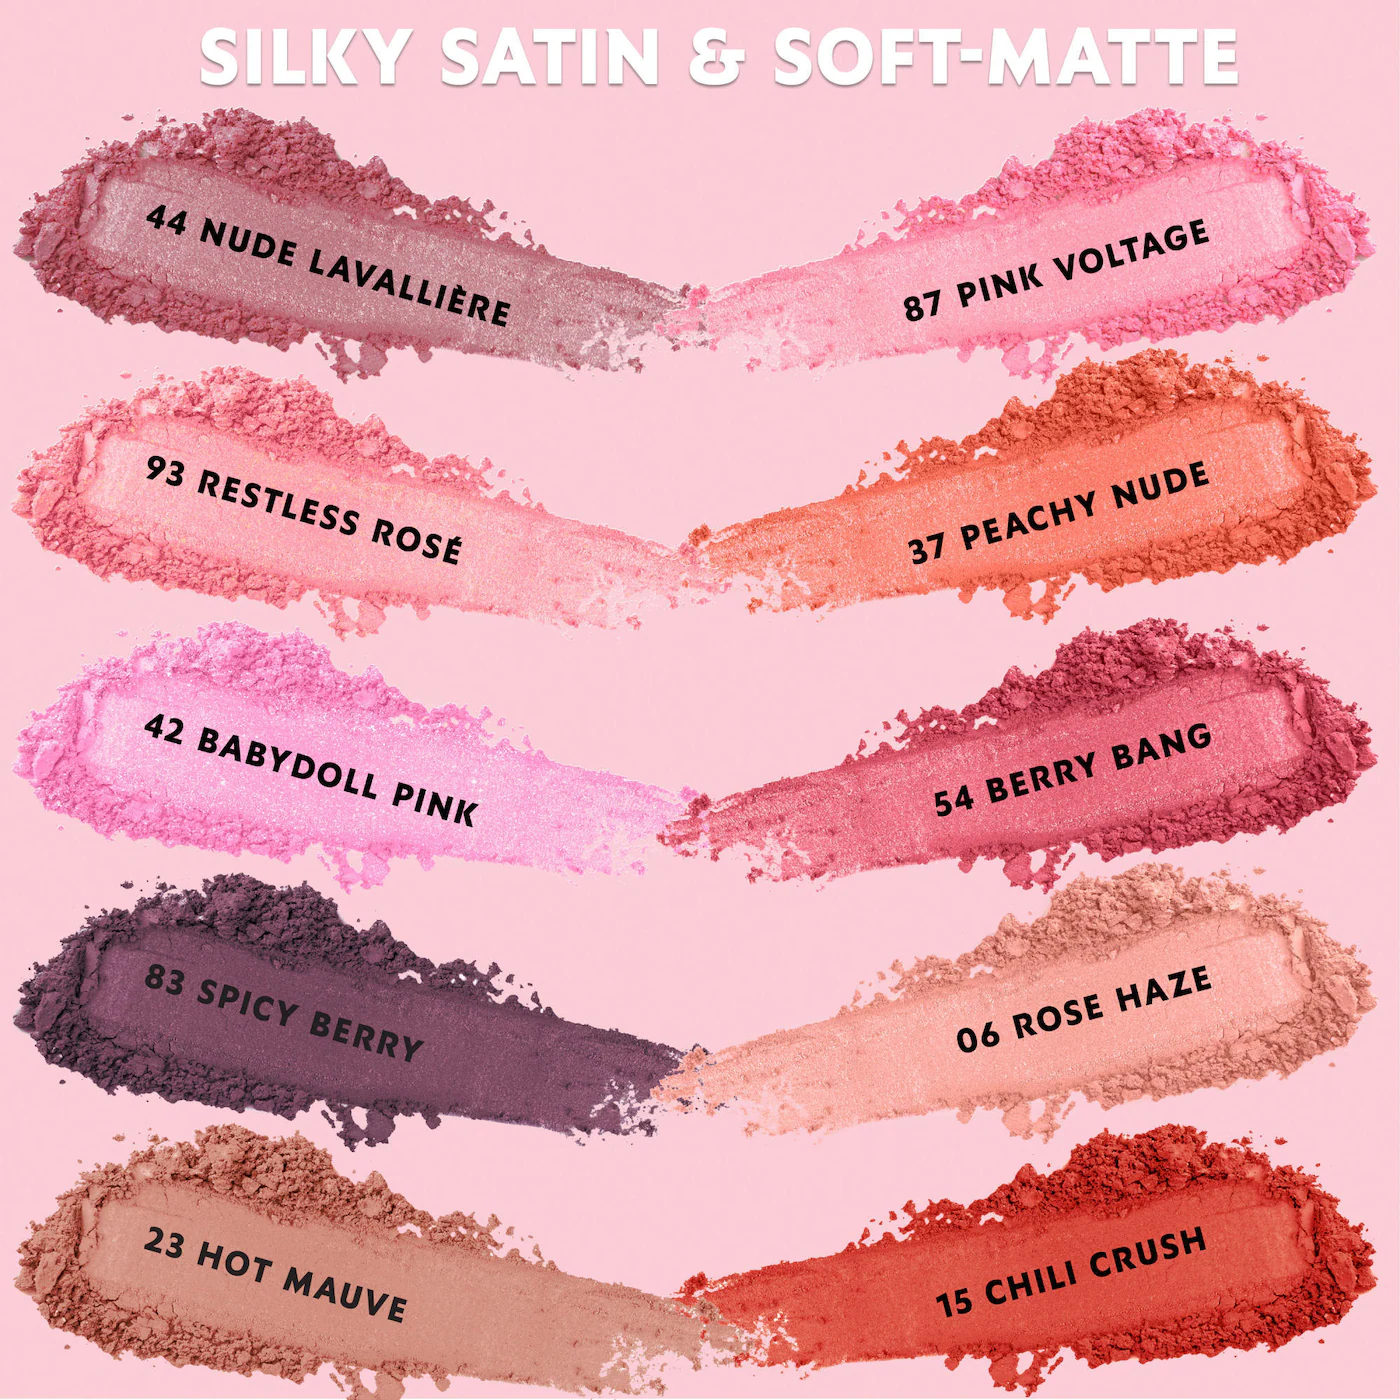 SILKY SATIN & SOFT-MATTE
44 NUDE LAVALLIÈRE
87 PINK VOLTAGE
93 RESTLESS ROSÉ
37 PEACHY NUDE
42 BABYDOLL PINK
54 BERRY BANG
83 SPICY BERRY
06 ROSE HAZE
23 HOT MAUVE
15 CHILI CRUSH